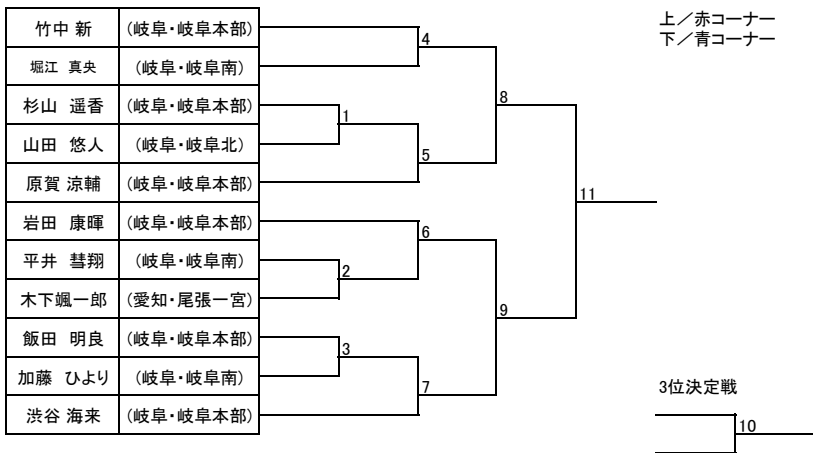 竹中 新 (岐阜・岐阜本部)
堀江 真央 (岐阜・岐阜南)
杉山 遥香 (岐阜・岐阜本部)
山田 悠人 (岐阜・岐阜北)
原賀 涼輔 (岐阜・岐阜本部)
岩田 康暉 (岐阜・岐阜本部)
平井 彗翔 (岐阜・岐阜南)
木下颯一郎 (愛知・尾張一宮)
飯田 明良 (岐阜・岐阜本部)
加藤 ひより (岐阜・岐阜南)
渋谷 海来 (岐阜・岐阜本部)
1
2
3
4
5
6
7
8
9
11
上／赤コーナー
下／青コーナー
3位決定戦
10